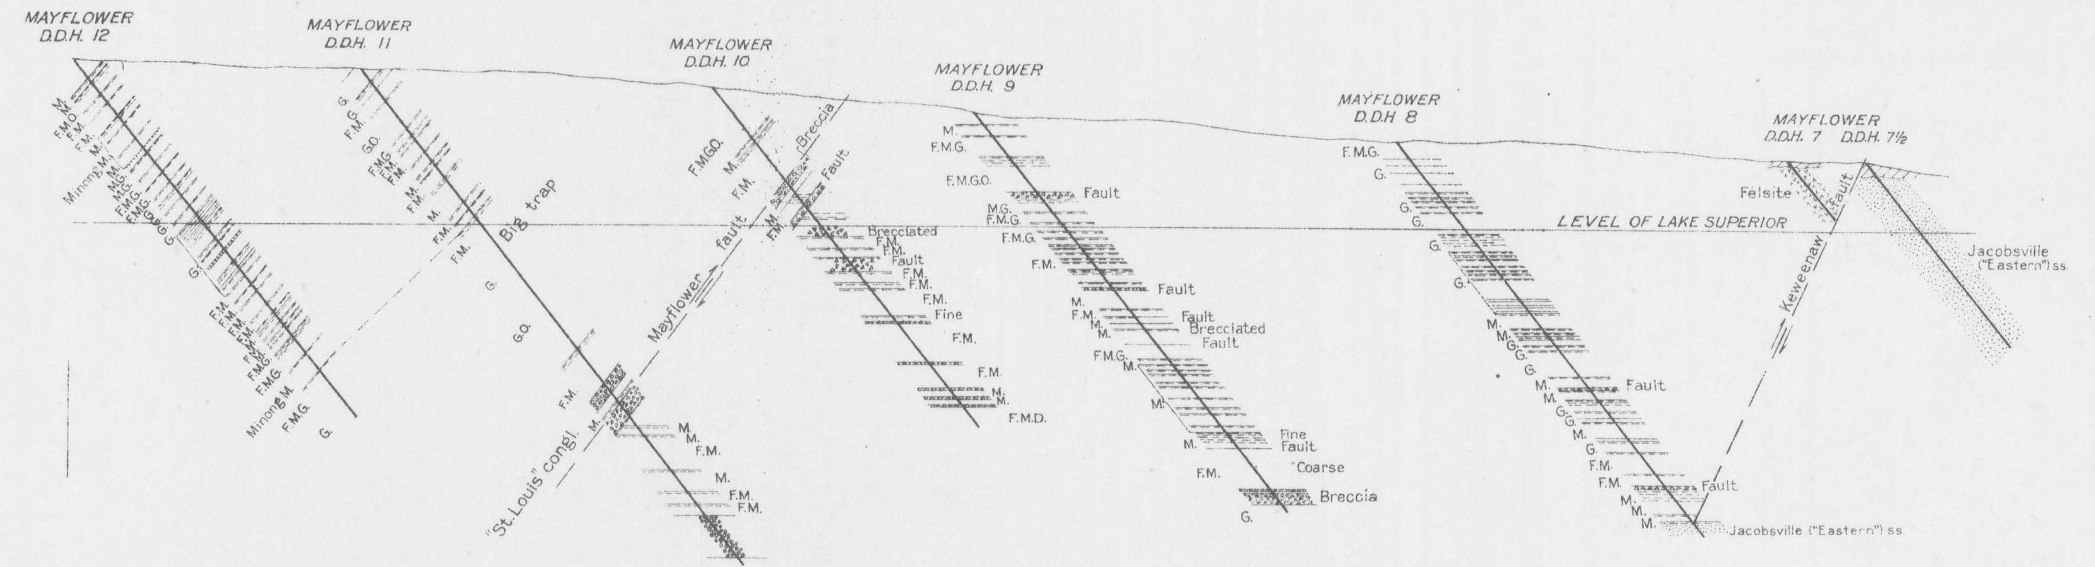 MAYFLOWER
D.D.H. 12
MAYFLOWER
D.D.H. 11
MAYFLOWER
D.D.H. 10
MAYFLOWER
D.D.H. 9
MAYFLOWER
D.D.H 8
MAYFLOWER
D.D.H. 7 D.D.H. 7½
M.
F.M.O.
F.M.
M.
Minong M.
M.
M.G.
M.G.
F.M.G.
F.M.G.
G.
G.
G.
G.
F.M.
F.M.
F.M.
F.M.
F.M.
F.M.G.
F.M.G.
Minong M.
F.M.G.
G.
G.
G.
F.M.
G.O.
F.M.G.
F.M.
F.M.
M.
F.M.
M.
F.M.
F.M.
Big trap
G.
G.O.
F.M.
M.
"St. Louis" congl.
M.
M.
F.M.
M.
F.M.
F.M.
Mayflower fault
F.M.G.O.
M.
F.M.
Breccia
Fault
M.
F.M.
Brecciated
F.M.
F.M.
Fault
F.M.
F.M.
F.M.
Fine
F.M.
F.M.
M.
M.
F.M.D.
M.
F.M.G.
F.M.G.O.
Fault
M.G.
F.M.G.
F.M.G.
F.M.
Fault
M.
F.M.
M.
M.
Fault
Brecciated
Fault
F.M.G.
M.
M.
M.
Fine
Fault
Coarse
F.M.
Breccia
G.
F.M.G.
G.
G.
G.
G.
G.
LEVEL OF LAKE SUPERIOR
M.
M.
G.
G.
G.
M.
M.
Fault
G.
G.
M.
G.
F.M.
F.M.
Fault
M.
M.
M.
Jacobsville ("Eastern") ss.
Felsite
Keweenaw Fault
Jacobsville
("Eastern") ss.